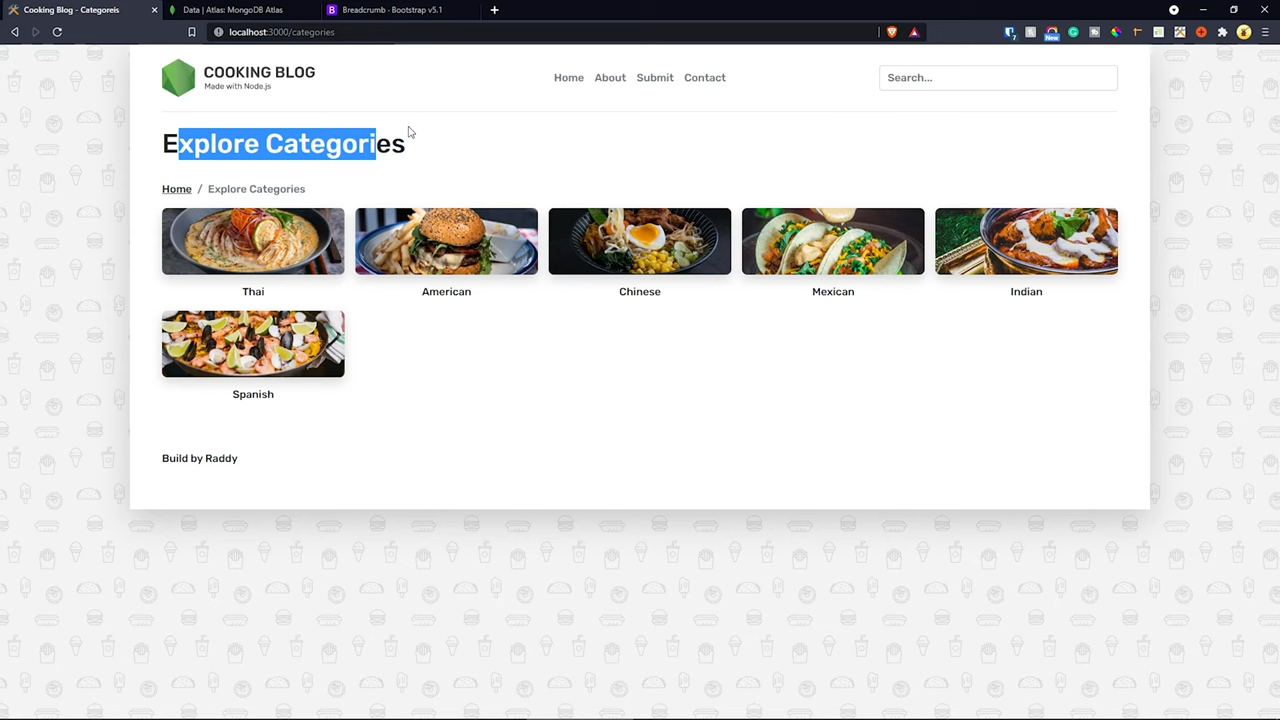 Cooking Blog - Categoreis
Data | Atlas: MongoDB Atlas
Breadcrumb · Bootstrap v5.1
localhost:3000/categories
COOKING BLOG
Made with Node.js
Home
About
Submit
Contact
Search...
Explore Categories
Home / Explore Categories
Thai
American
Chinese
Mexican
Indian
Spanish
Build by Raddy